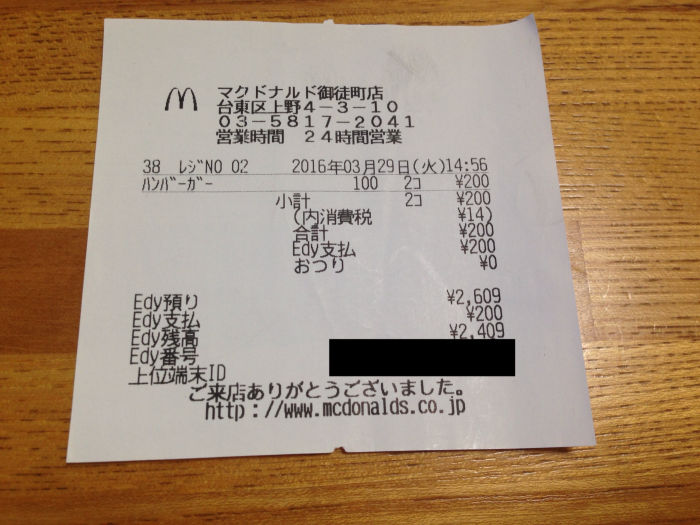 マクドナルド御徒町店
台東区上野4-3-10
03-5817-2041
営業時間 24時間営業
38 ﾚｼﾞNO 02 2016年03月29日(火)14:56
ﾊﾝﾊﾞｰｶﾞｰ 100 2ｺ ¥200
小計 2ｺ ¥200
(内消費税 ¥14)
合計 ¥200
Edy支払 ¥200
おつり ¥0
Edy預り ¥2,609
Edy支払 ¥200
Edy残高 ¥2,409
Edy番号
上位端末ID
ご来店ありがとうございました。
http://www.mcdonalds.co.jp